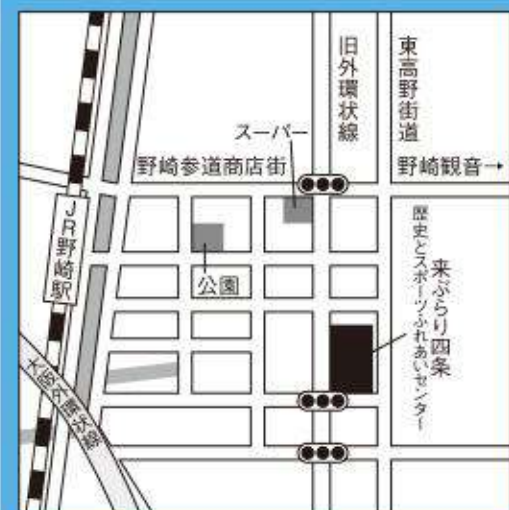 旧外環状線
東高野街道
スーパー
野崎参道商店街
野崎観音→
JR野崎駅
公園
来ぶらり四条
歴史とスポーツふれあいセンター
大阪外環状線